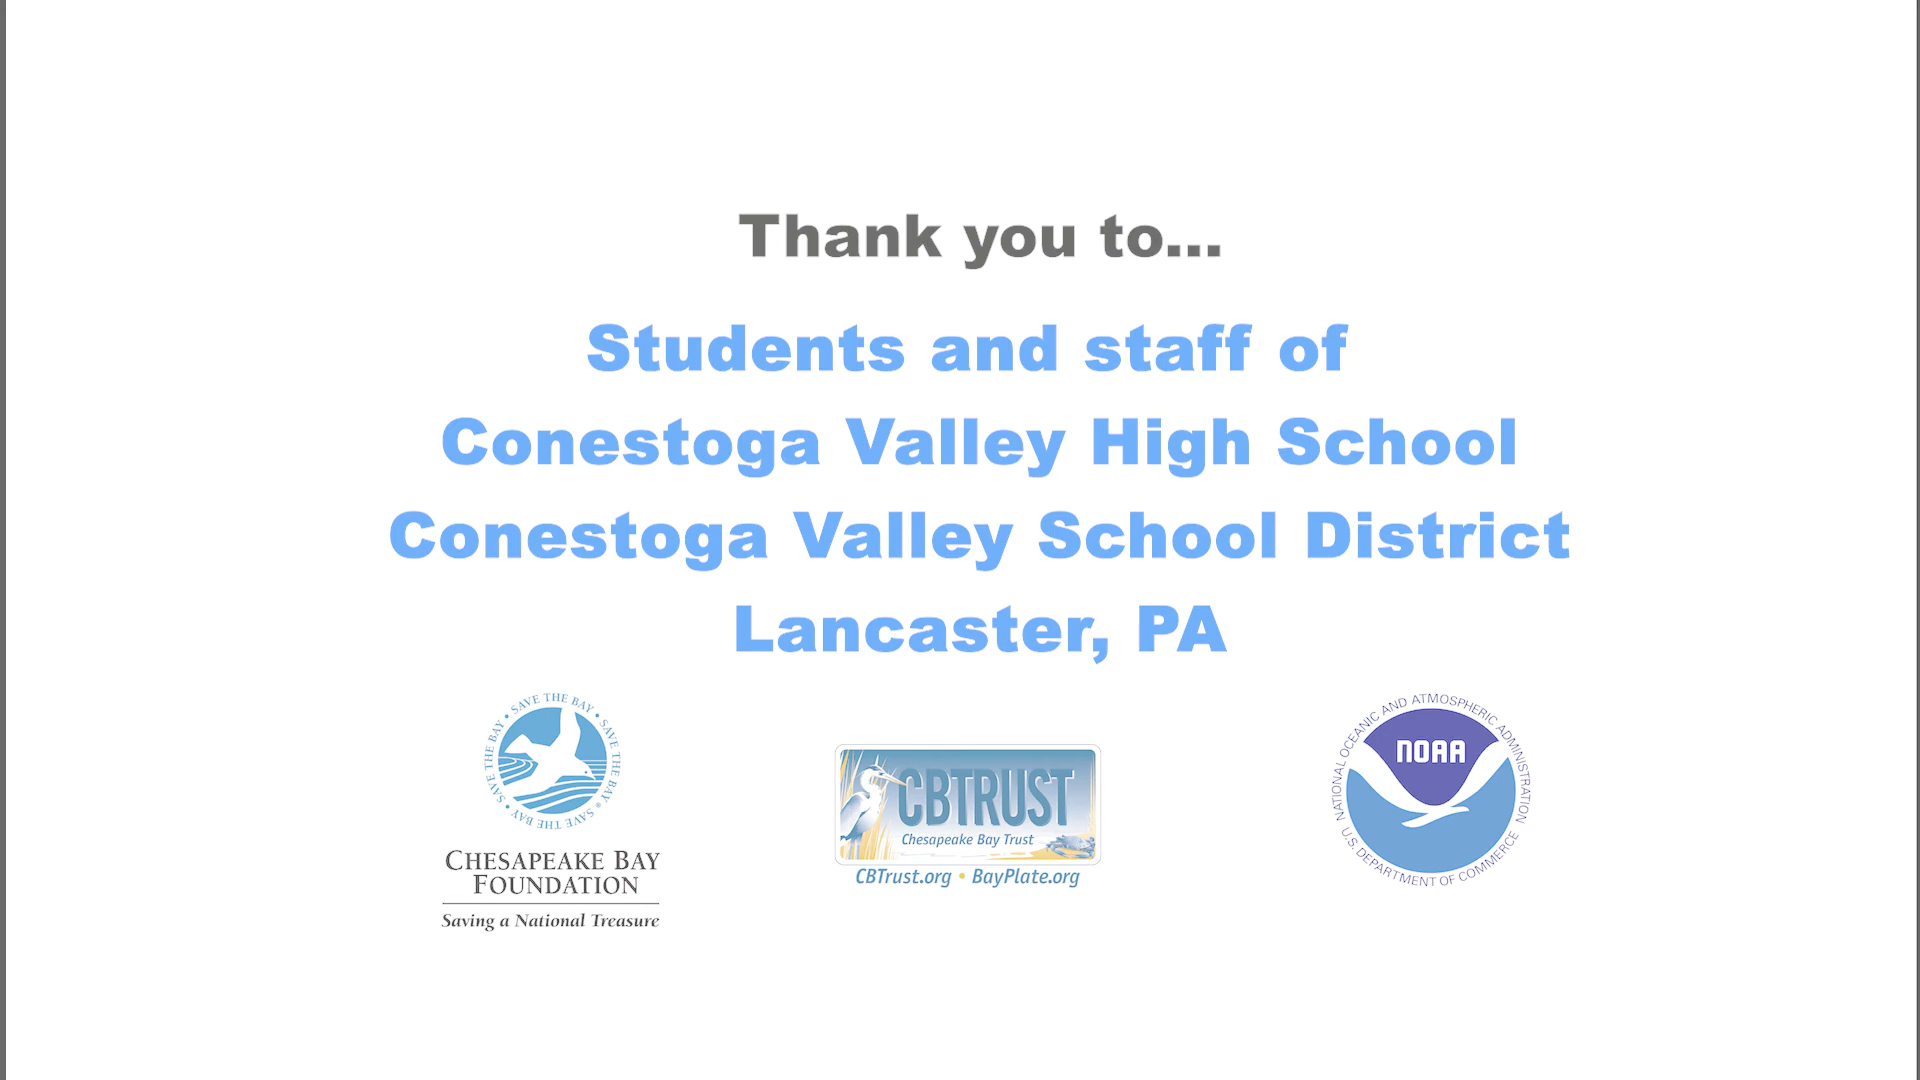 Thank you to...
Students and staff of
Conestoga Valley High School
Conestoga Valley School District
Lancaster, PA
SAVE THE BAY • SAVE THE BAY • SAVE THE BAY • SAVE THE BAY •
CHESAPEAKE BAY
FOUNDATION
Saving a National Treasure
CBTRUST
Chesapeake Bay Trust
CBTrust.org • BayPlate.org
NATIONAL OCEANIC AND ATMOSPHERIC ADMINISTRATION
NOAA
U.S. DEPARTMENT OF COMMERCE